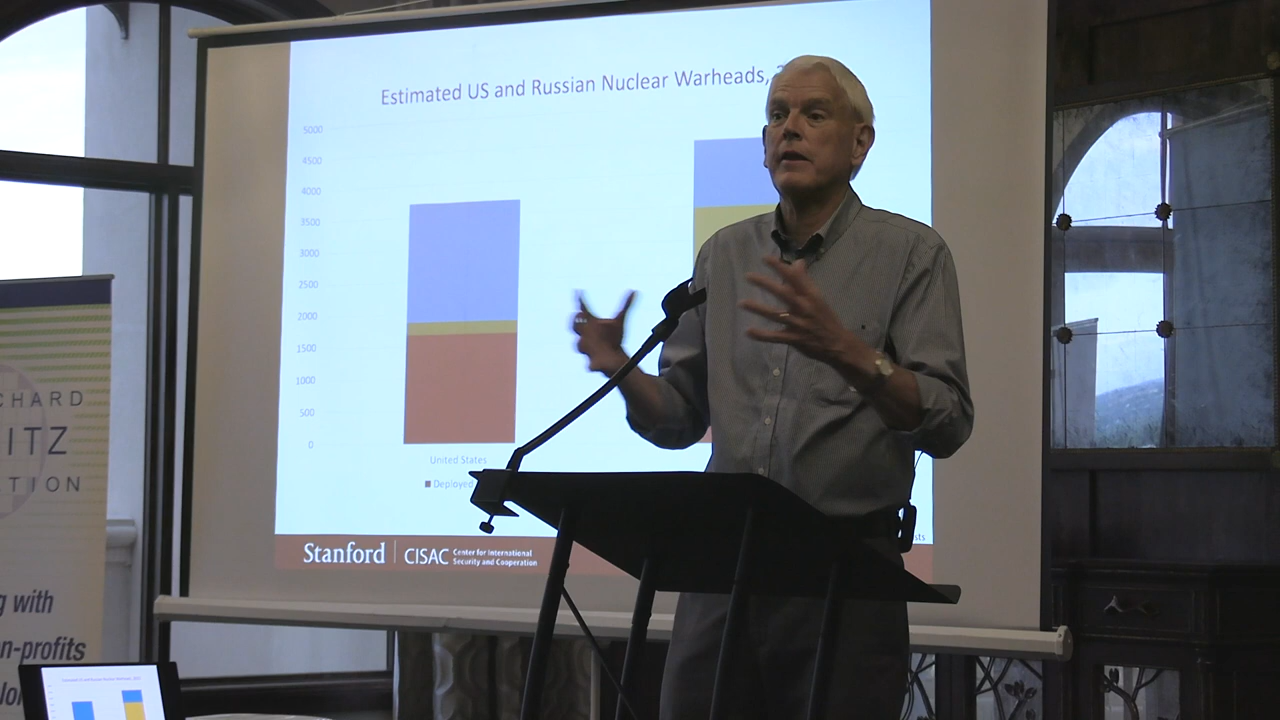 Estimated US and Russian Nuclear Warheads,
5000
4500
4000
3500
3000
2500
2000
1500
1000
500
0
United States
Deployed
Stanford
CISAC
Center for International
Security and Cooperation
CHARD
ITZ
TION
g with
n-profits